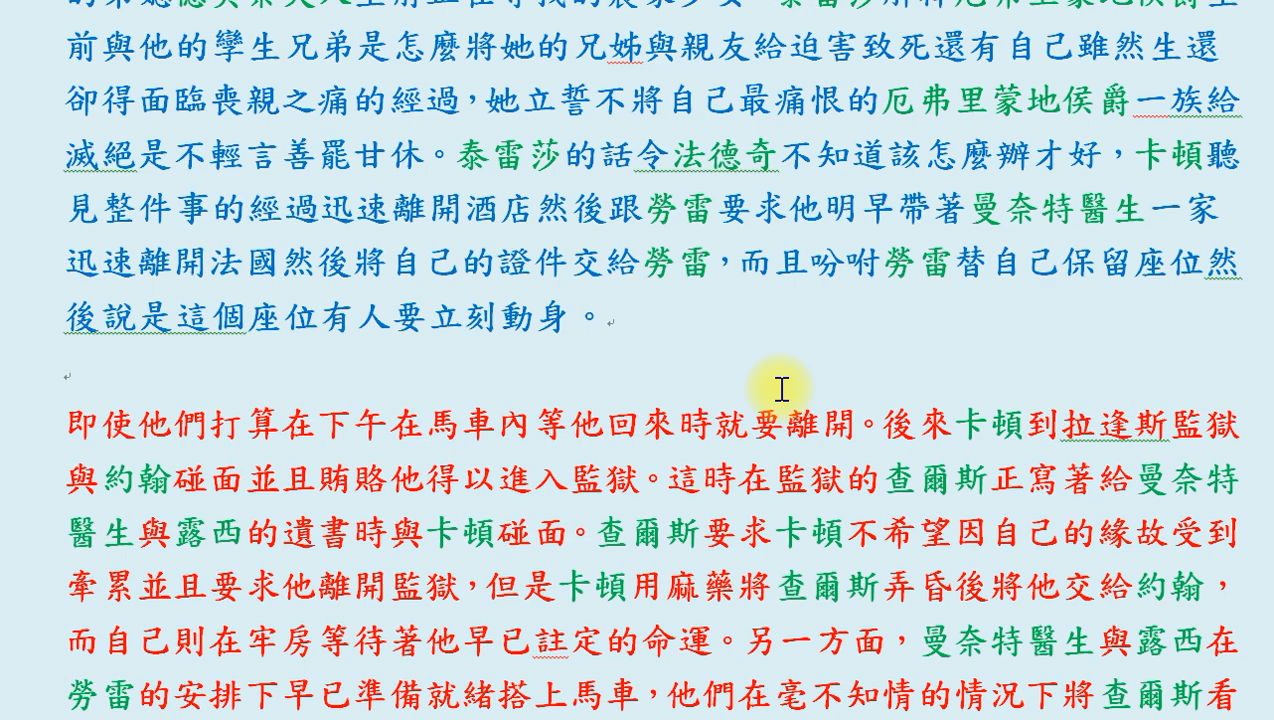 前與他的孿生兄弟是怎麼將她的兄姊與親友給迫害致死還有自己雖然生還
卻得面臨喪親之痛的經過，她立誓不將自己最痛恨的厄弗里蒙地侯爵一族給
滅絕是不輕言善罷甘休。泰雷莎的話令法德奇不知道該怎麼辦才好，卡頓聽
見整件事的經過迅速離開酒店然後跟勞雷要求他明早帶著曼奈特醫生一家
迅速離開法國然後將自己的證件交給勞雷，而且吩咐勞雷替自己保留座位然
後說是這個座位有人要立刻動身。
即使他們打算在下午在馬車內等他回來時就要離開。後來卡頓到拉逢斯監獄
與約翰碰面並且賄賂他得以進入監獄。這時在監獄的查爾斯正寫著給曼奈特
醫生與露西的遺書時與卡頓碰面。查爾斯要求卡頓不希望因自己的緣故受到
牽累並且要求他離開監獄，但是卡頓用麻藥將查爾斯弄昏後將他交給約翰，
而自己則在牢房等待著他早已註定的命運。另一方面，曼奈特醫生與露西在
勞雷的安排下早已準備就緒搭上馬車，他們在毫不知情的情況下將查爾斯看